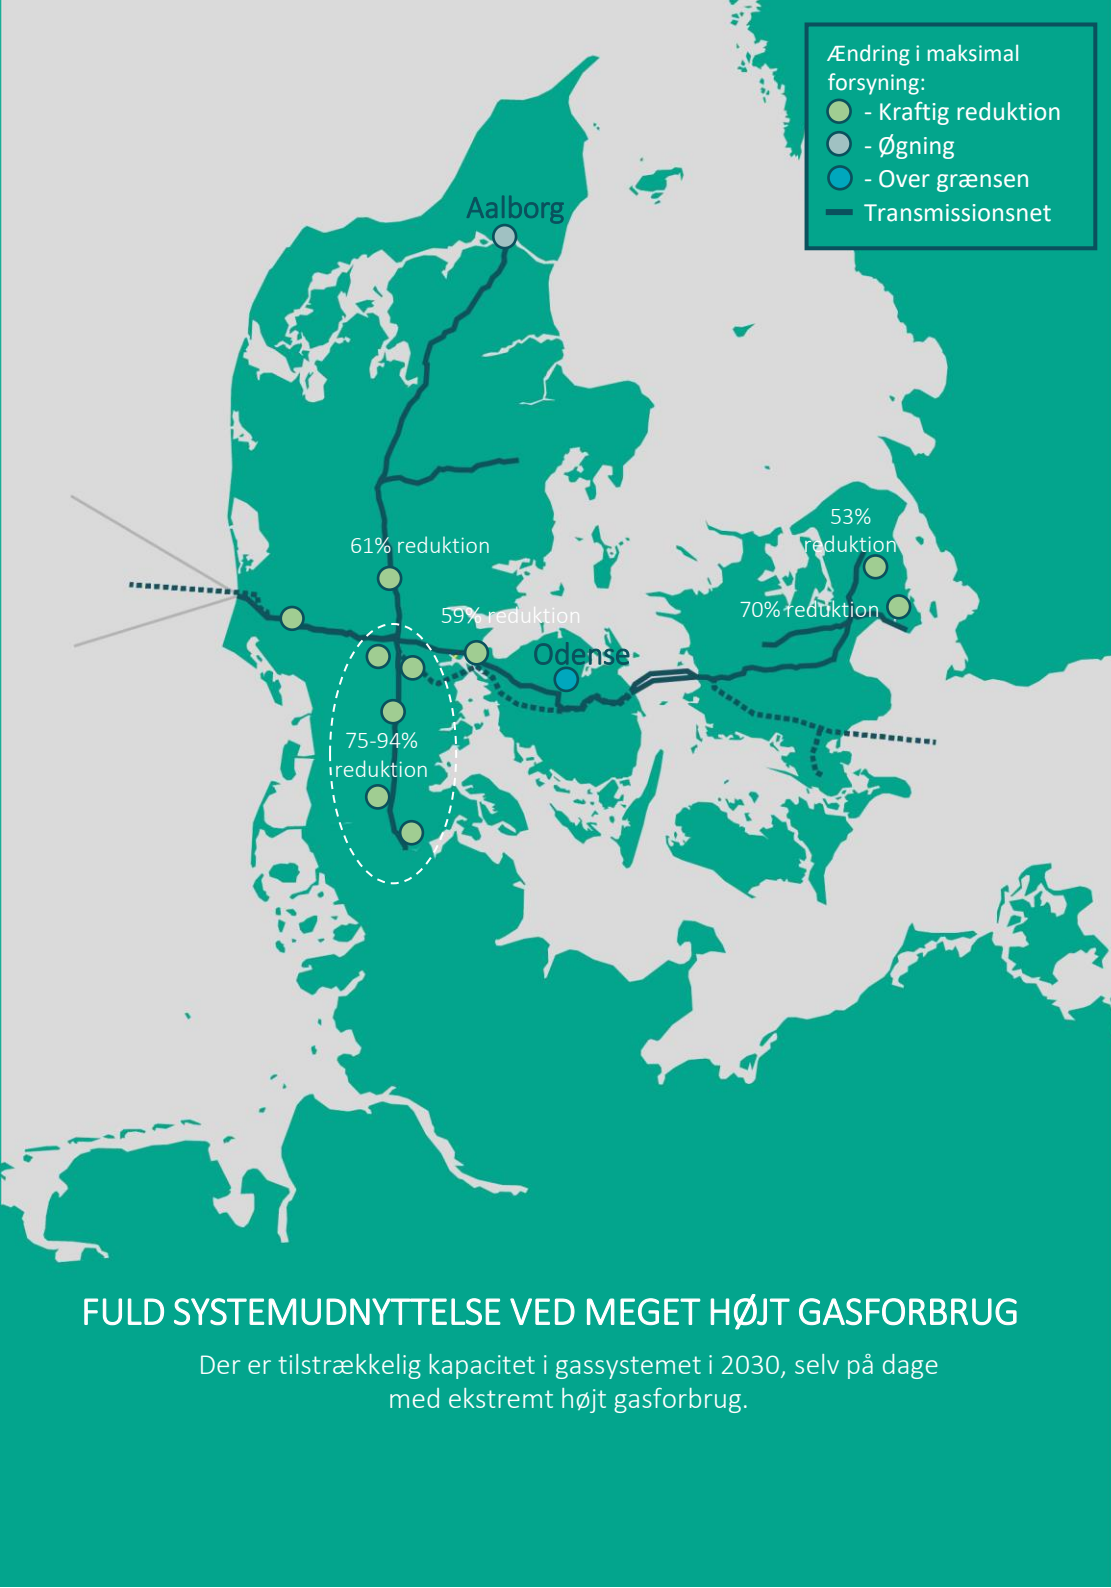 Ændring i maksimal
forsyning:
- Kraftig reduktion
- Øgning
- Over grænsen
Transmissionsnet
Aalborg
53%
reduktion
61% reduktion
70% reduktion
59% reduktion
Odense
75-94%
reduktion
FULD SYSTEMUDNYTTELSE VED MEGET HØJT GASFORBRUG
Der er tilstrækkelig kapacitet i gassystemet i 2030, selv på dage
med ekstremt højt gasforbrug.